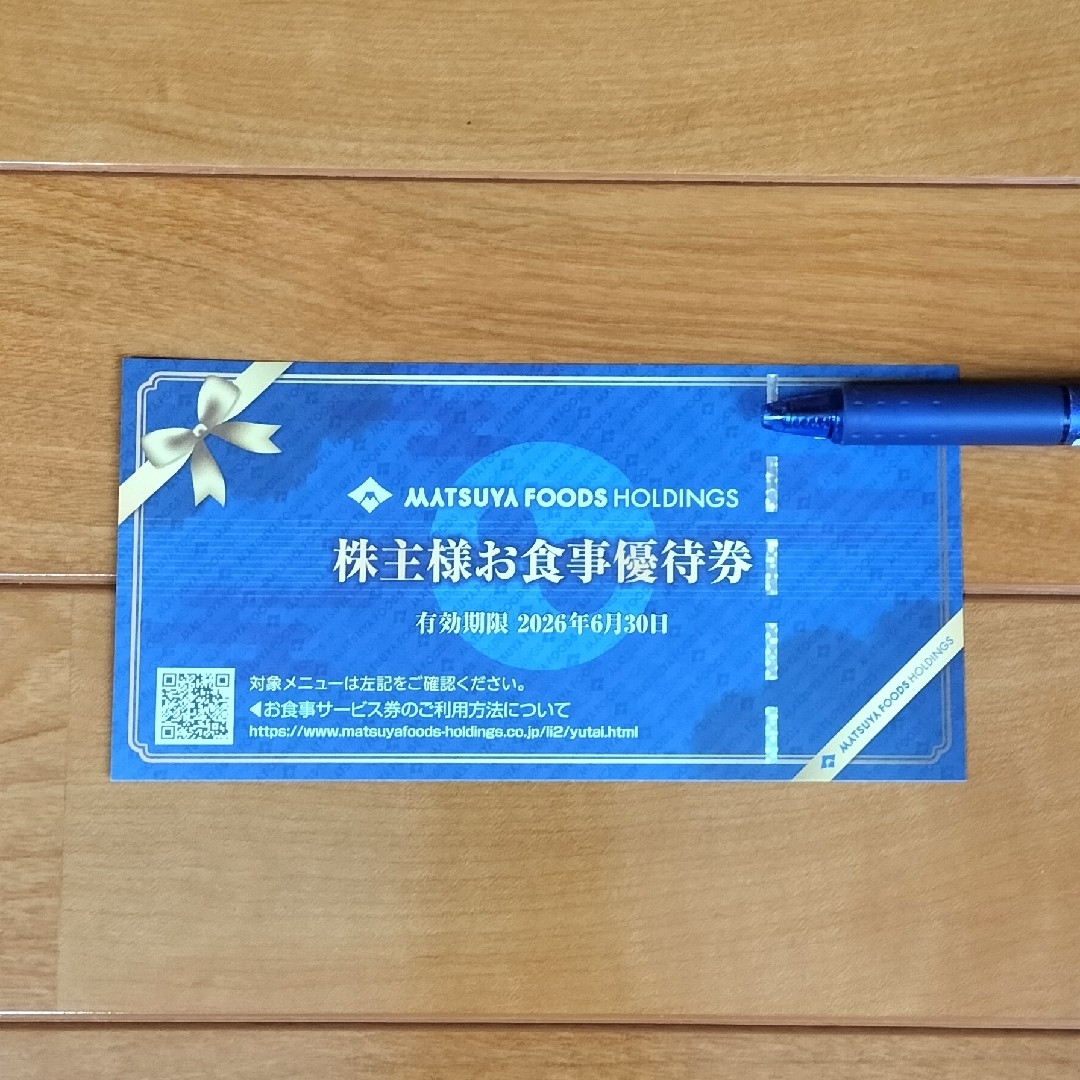 MATSUYA FOODS HOLDINGS
株主様お食事優待券
有効期限 2026年6月30日
対象メニューは左記をご確認ください。
◀お食事サービス券のご利用方法について
https://www.matsuyafoods-holdings.co.jp/li2/yutai.html
MATSUYA FOODS HOLDINGS